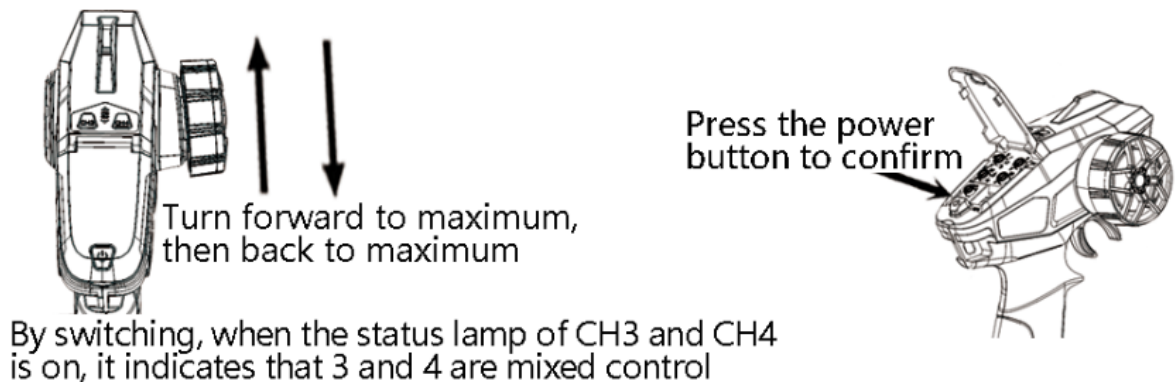 Turn forward to maximum,
then back to maximum
Press the power
button to confirm
By switching, when the status lamp of CH3 and CH4
is on, it indicates that 3 and 4 are mixed control